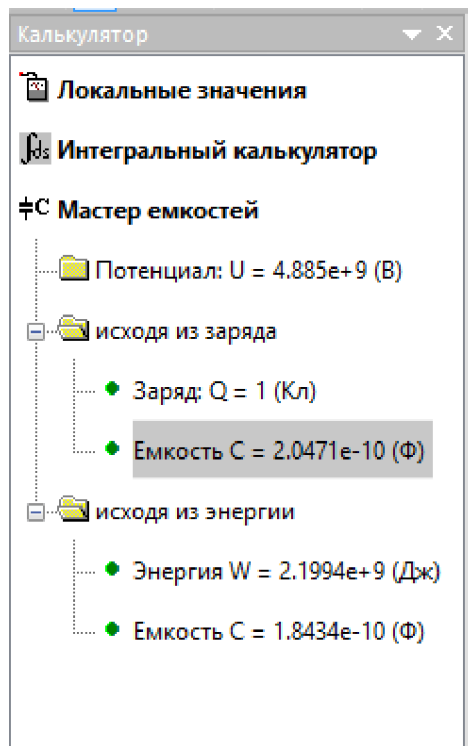 Калькулятор
Локальные значения
Интегральный калькулятор
Мастер емкостей
Потенциал: U = 4.885e+9 (В)
исходя из заряда
Заряд: Q = 1 (Кл)
Емкость C = 2.0471e-10 (Ф)
исходя из энергии
Энергия W = 2.1994e+9 (Дж)
Емкость C = 1.8434e-10 (Ф)